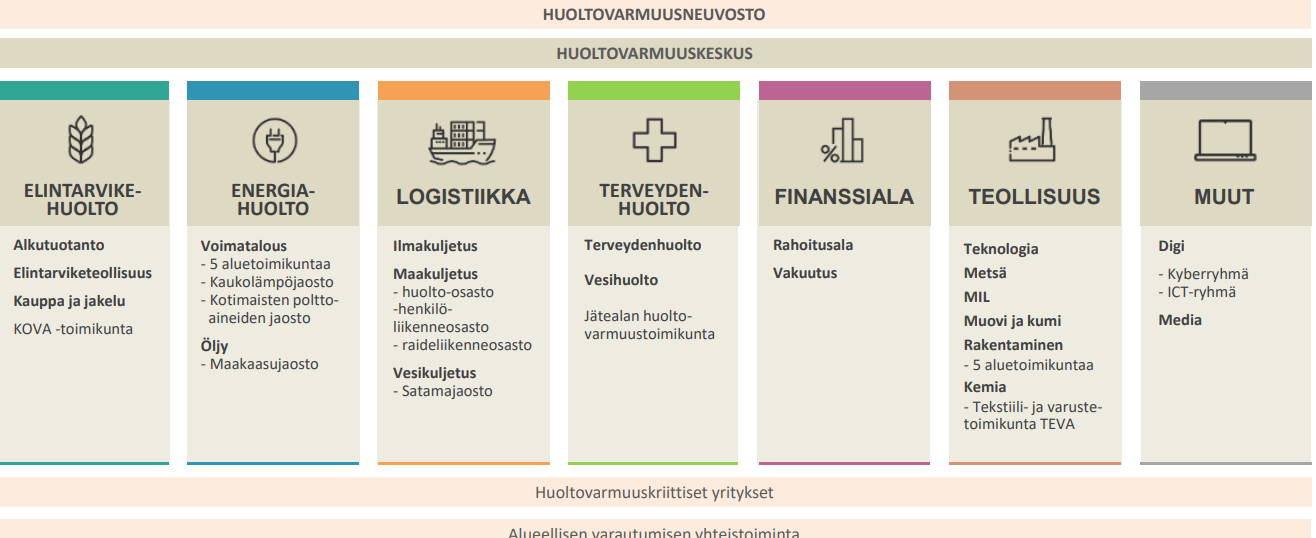 HUOLTOVARMUUSNEUVOSTO
HUOLTOVARMUUSKESKUS
ELINTARVIKE-
HUOLTO
Alkutuotanto
Elintarviketeollisuus
Kauppa ja jakelu
KOVA -toimikunta
ENERGIA-
HUOLTO
Voimatalous
- 5 aluetoimikuntaa
- Kaukolämpöjaosto
- Kotimaisten poltto-
aineiden jaosto
Öljy
- Maakaasujaosto
LOGISTIIKKA
Ilmakuljetus
Maakuljetus
- huolto-osasto
-henkilö-
liikenneosasto
- raideliikenneosasto
Vesikuljetus
- Satamajaosto
TERVEYDEN-
HUOLTO
Terveydenhuolto
Vesihuolto
Jätealan huolto-
varmuustoimikunta
%
FINANSSIALA
Rahoitusala
Vakuutus
TEOLLISUUS
Teknologia
Metsä
MIL
Muovi ja kumi
Rakentaminen
- 5 aluetoimikuntaa
Kemia
- Tekstiili- ja varuste-
toimikunta TEVA
MUUT
Digi
- Kyberryhmä
- ICT-ryhmä
Media
Huoltovarmuuskriittiset yritykset
Alueellisen varautumisen yhteistoiminta